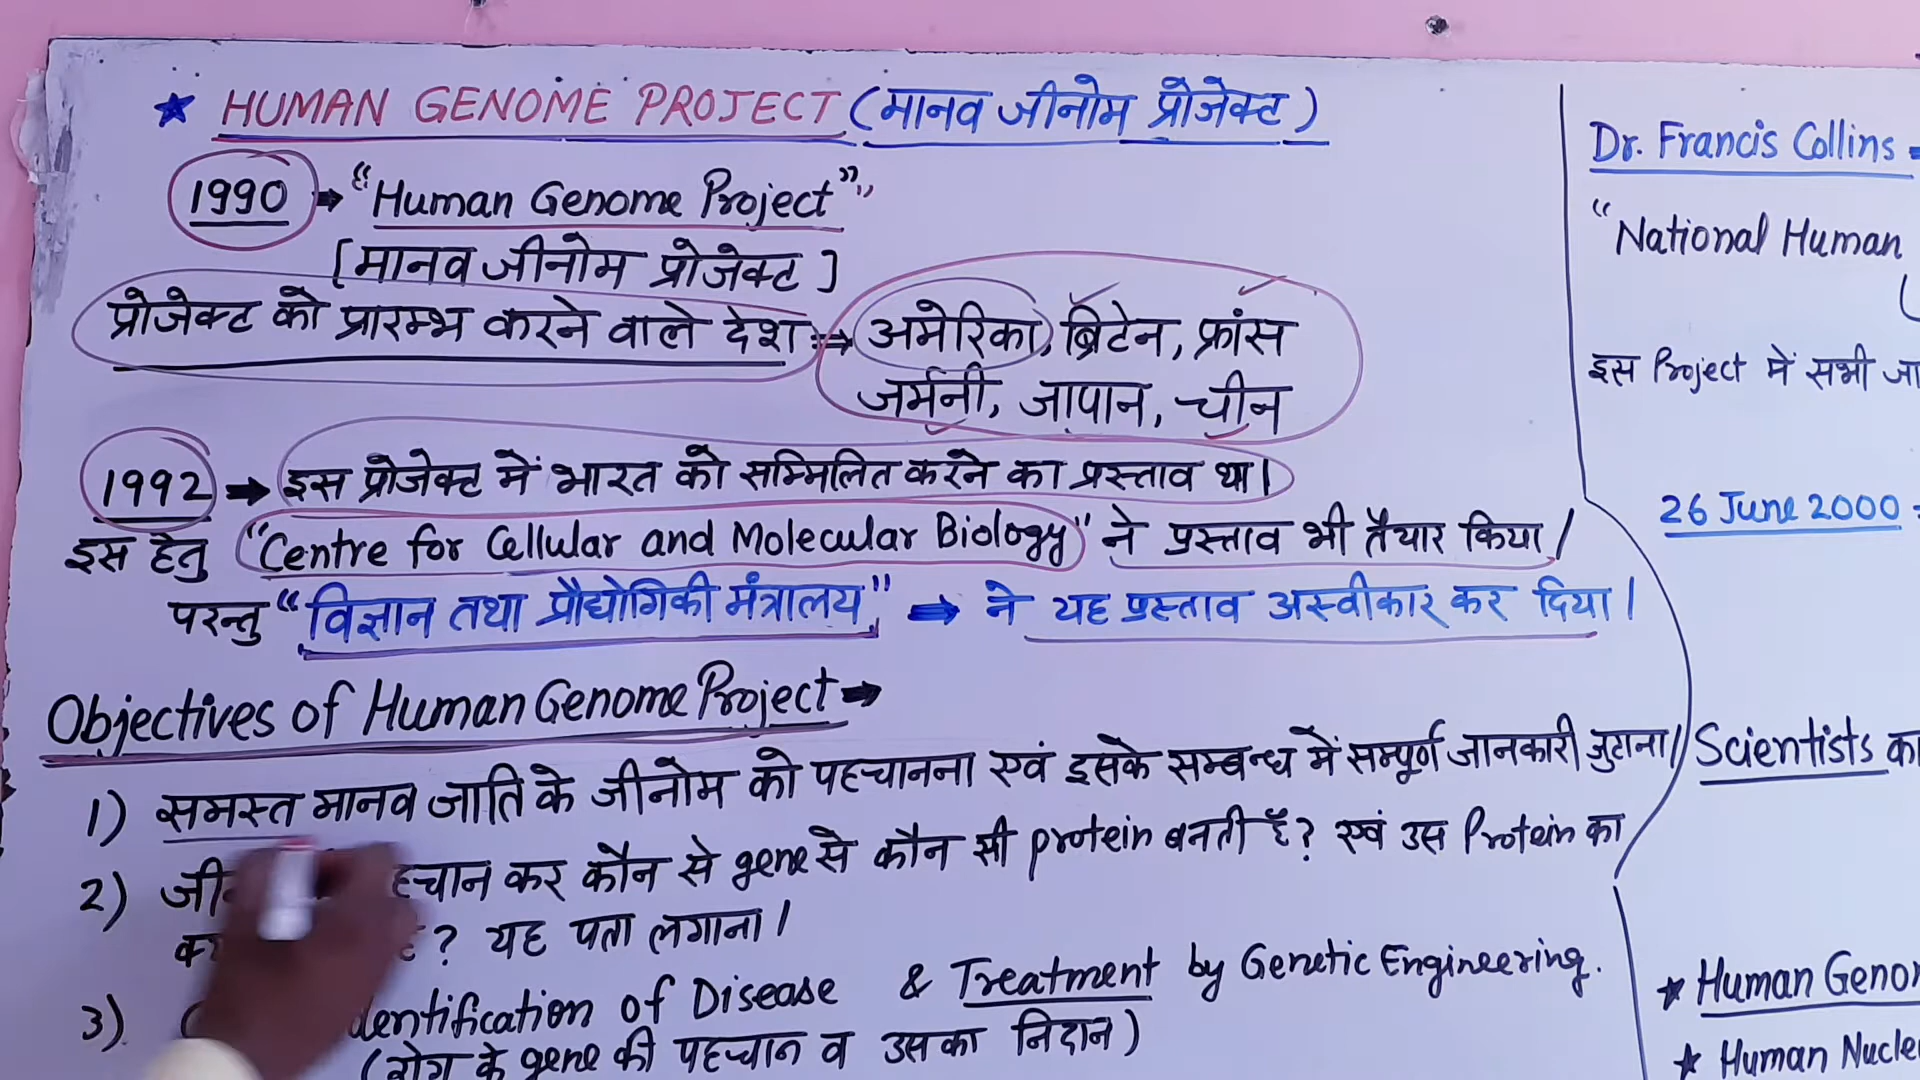 ★ HUMAN GENOME PROJECT (मानव जीनोम प्रोजेक्ट)
1990 → "Human Genome Project"
[मानव जीनोम प्रोजेक्ट]
प्रोजेक्ट को प्रारम्भ करने वाले देश → अमेरिका, ब्रिटेन, फ्रांस
जर्मनी, जापान, चीन
1992 → इस प्रोजेक्ट में भारत को सम्मिलित करने का प्रस्ताव था।
इस हेतु "Centre for Cellular and Molecular Biology" ने प्रस्ताव भी तैयार किया।
परन्तु "विज्ञान तथा प्रौद्योगिकी मंत्रालय" → ने यह प्रस्ताव अस्वीकार कर दिया।
Objectives of Human Genome Project →
1) समस्त मानव जाति के जीनोम को पहचानना एवं इसके सम्बन्ध में सम्पूर्ण जानकारी जुटाना।
2) कर कौन से gene से कौन सी protein बनती है? एवं उस Protein का
? यह पता लगाना।
3) of Disease & Treatment by Genetic Engineering.
(रोग के gene की पहचान व उसका निदान)
Dr. Francis Collins
"National Human
इस Project में सभी
26 June 2000
Scientists
★ Human
★ Human